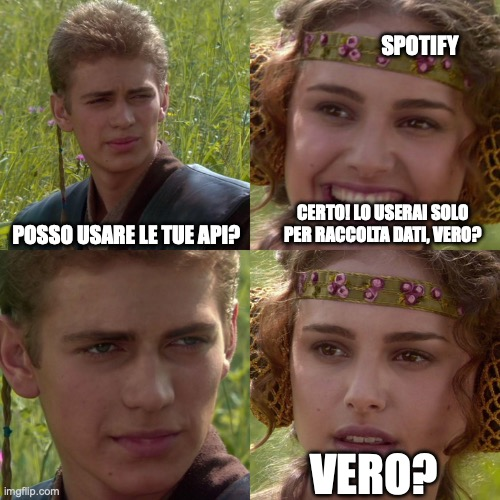 SPOTIFY
POSSO USARE LE TUE API?
CERTO! LO USERAI SOLO
PER RACCOLTA DATI, VERO?
VERO?
imgflip.com